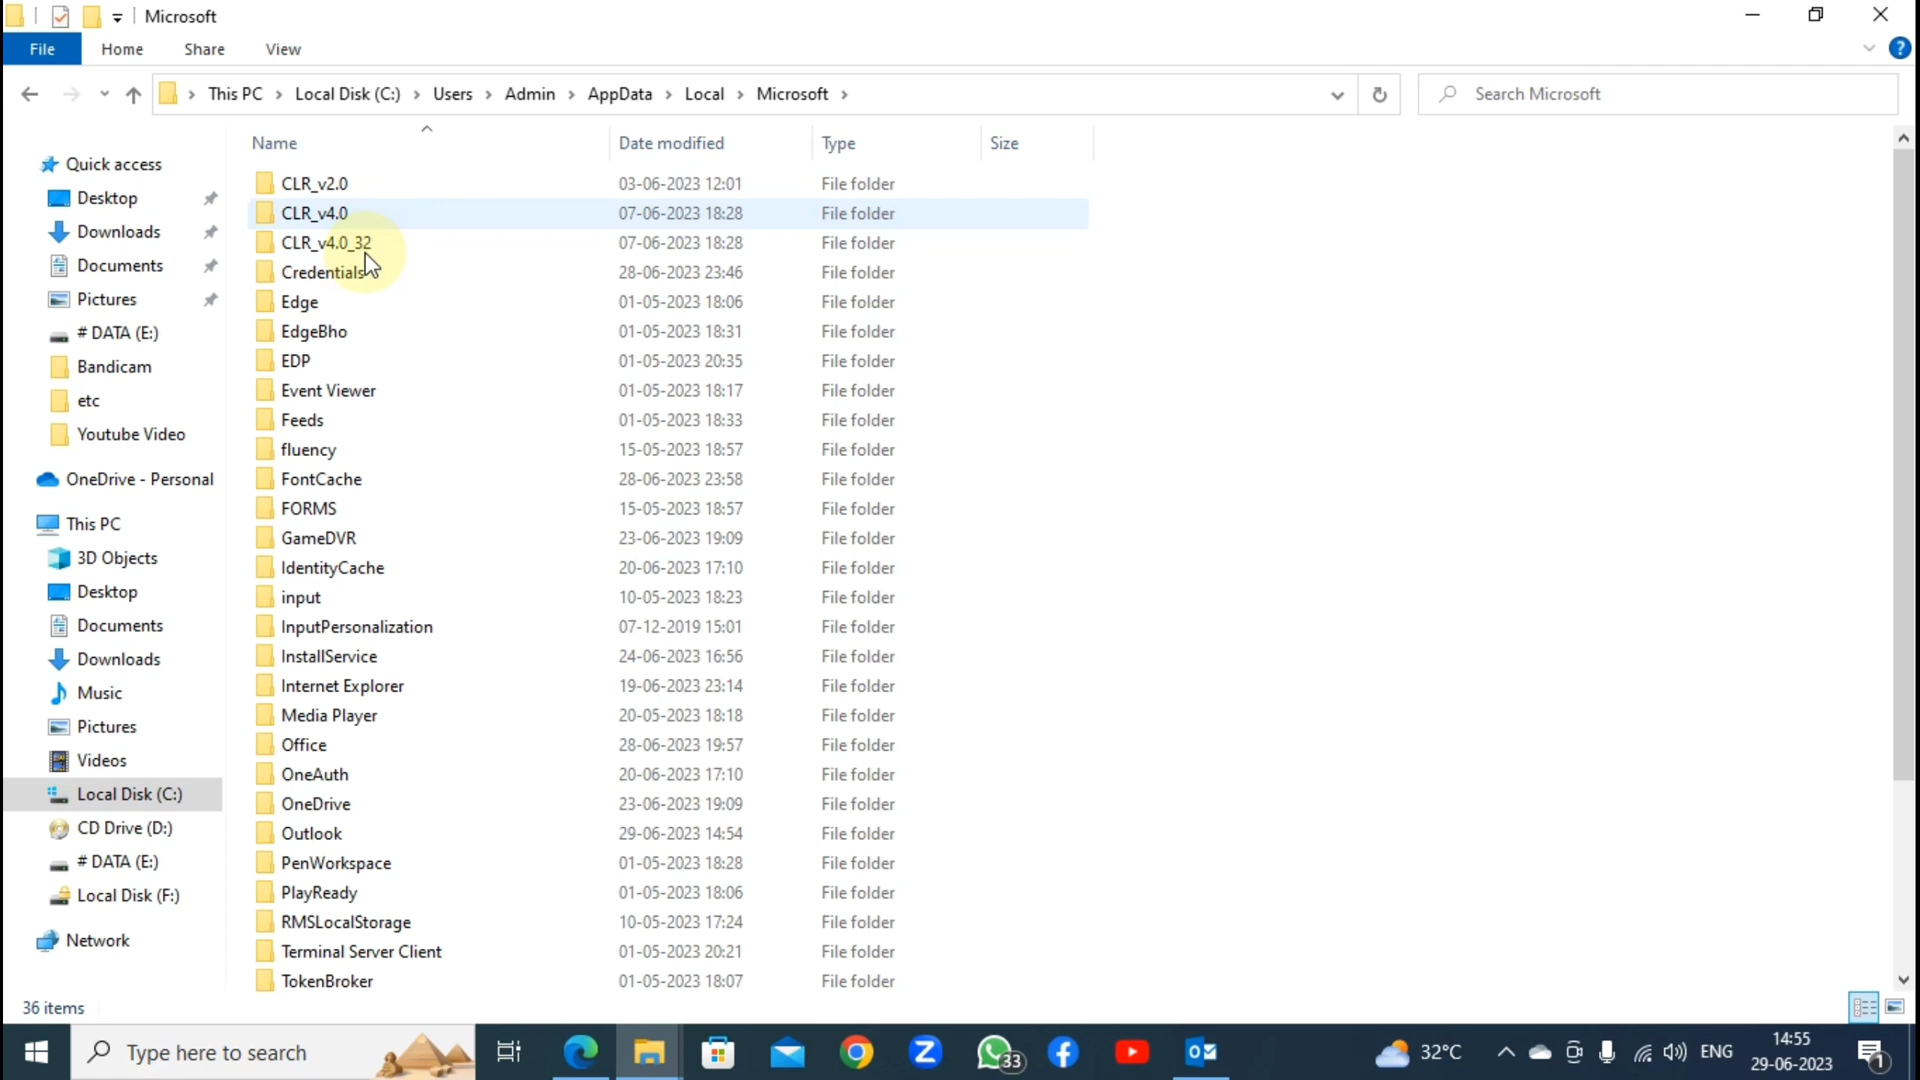 Microsoft
File Home Share View
This PC > Local Disk (C:) > Users > Admin > AppData > Local > Microsoft >
Search Microsoft
Name Date modified Type Size
Quick access
Desktop
Downloads
Documents
Pictures
# DATA (E:)
Bandicam
etc
Youtube Video
OneDrive - Personal
This PC
3D Objects
Desktop
Documents
Downloads
Music
Pictures
Videos
Local Disk (C:)
CD Drive (D:)
# DATA (E:)
Local Disk (F:)
Network
CLR_v2.0 03-06-2023 12:01 File folder
CLR_v4.0 07-06-2023 18:28 File folder
CLR_v4.0_32 07-06-2023 18:28 File folder
Credentials 28-06-2023 23:46 File folder
Edge 01-05-2023 18:06 File folder
EdgeBho 01-05-2023 18:31 File folder
EDP 01-05-2023 20:35 File folder
Event Viewer 01-05-2023 18:17 File folder
Feeds 01-05-2023 18:33 File folder
fluency 15-05-2023 18:57 File folder
FontCache 28-06-2023 23:58 File folder
FORMS 15-05-2023 18:57 File folder
GameDVR 23-06-2023 19:09 File folder
IdentityCache 20-06-2023 17:10 File folder
input 10-05-2023 18:23 File folder
InputPersonalization 07-12-2019 15:01 File folder
InstallService 24-06-2023 16:56 File folder
Internet Explorer 19-06-2023 23:14 File folder
Media Player 20-05-2023 18:18 File folder
Office 28-06-2023 19:57 File folder
OneAuth 20-06-2023 17:10 File folder
OneDrive 23-06-2023 19:09 File folder
Outlook 29-06-2023 14:54 File folder
PenWorkspace 01-05-2023 18:28 File folder
PlayReady 01-05-2023 18:06 File folder
RMSLocalStorage 10-05-2023 17:24 File folder
Terminal Server Client 01-05-2023 20:21 File folder
TokenBroker 01-05-2023 18:07 File folder
36 items
Type here to search
33
32°C
ENG
14:55
29-06-2023
1